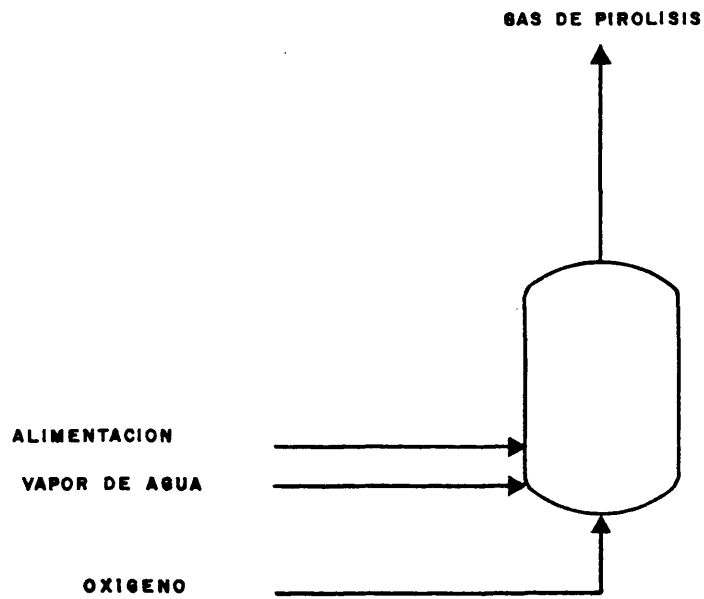 GAS DE PIROLISIS
ALIMENTACION
VAPOR DE AGUA
OXIGENO